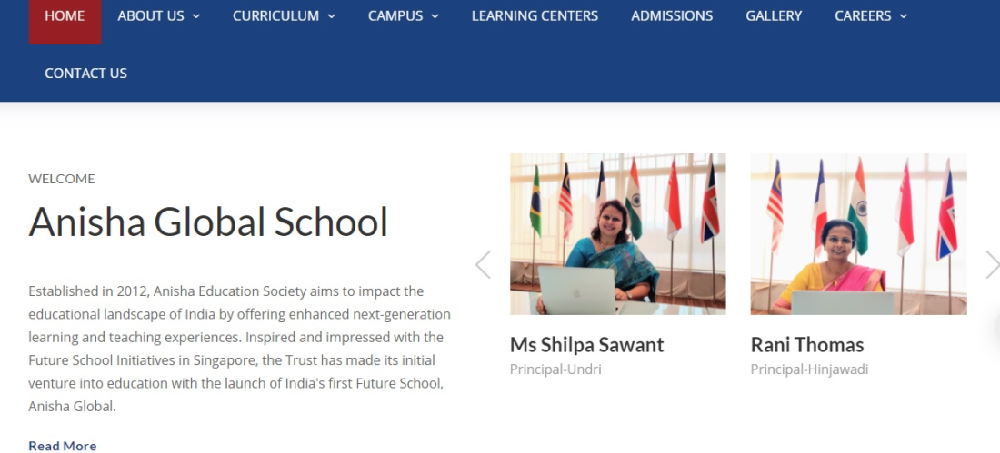 HOME ABOUT US CURRICULUM CAMPUS LEARNING CENTERS ADMISSIONS GALLERY CAREERS
CONTACT US
WELCOME
Anisha Global School
Established in 2012, Anisha Education Society aims to impact the
educational landscape of India by offering enhanced next-generation
learning and teaching experiences. Inspired and impressed with the
Future School Initiatives in Singapore, the Trust has made its initial
venture into education with the launch of India's first Future School,
Anisha Global.
Read More
Ms Shilpa Sawant
Principal-Undri
Rani Thomas
Principal-Hinjawadi